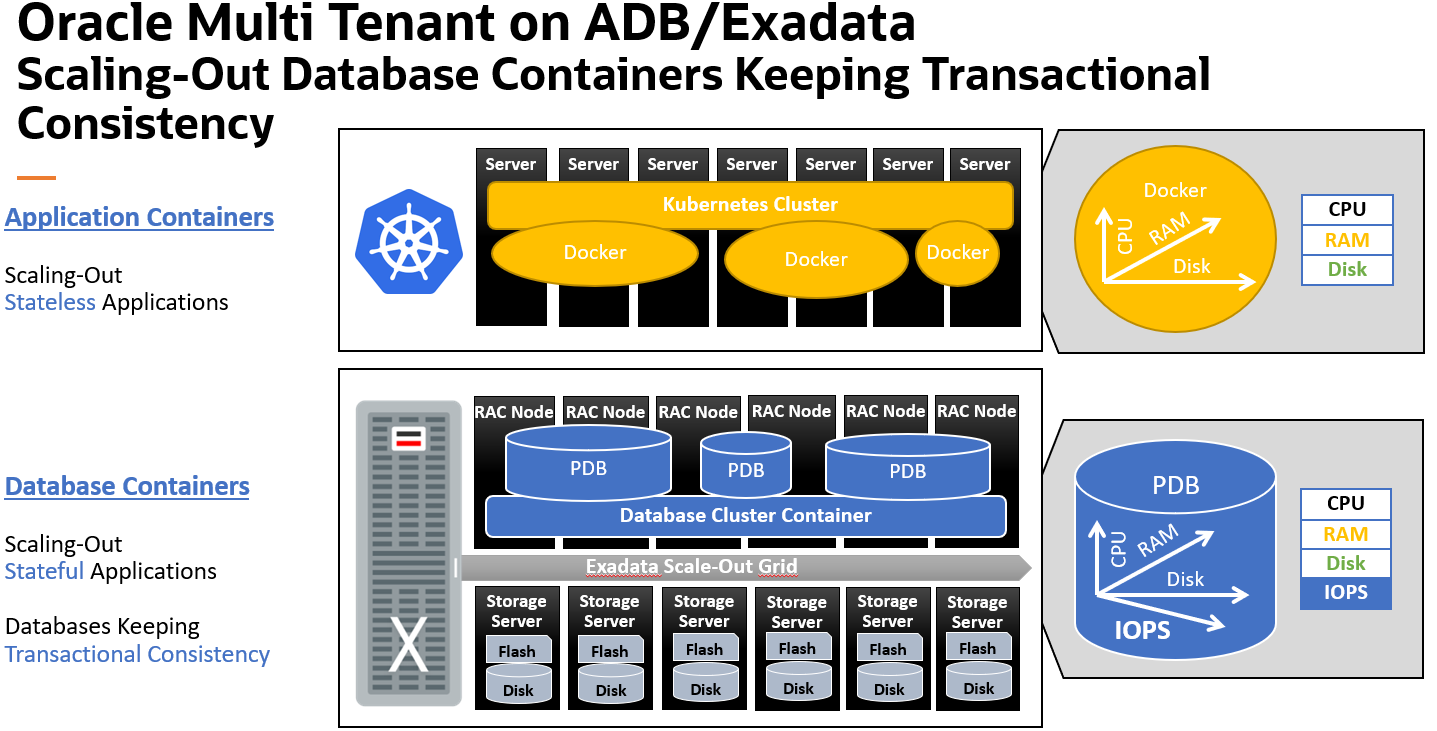 Oracle Multi Tenant on ADB/Exadata
Scaling-Out Database Containers Keeping Transactional
Consistency
Application Containers
Scaling-Out
Stateless Applications
Server Server Server Server Server Server Server
Kubernetes Cluster
Docker Docker Docker
Docker
CPU RAM Disk
CPU
RAM
Disk
Database Containers
Scaling-Out
Stateful Applications
Databases Keeping
Transactional Consistency
RAC Node RAC Node RAC Node RAC Node RAC Node RAC Node
PDB PDB PDB
Database Cluster Container
Exadata Scale-Out Grid
X
Storage Storage Storage Storage Storage Storage
Server Server Server Server Server Server
Flash Flash Flash Flash Flash Flash
Disk Disk Disk Disk Disk Disk
PDB
CPU RAM Disk
IOPS
CPU
RAM
Disk
IOPS